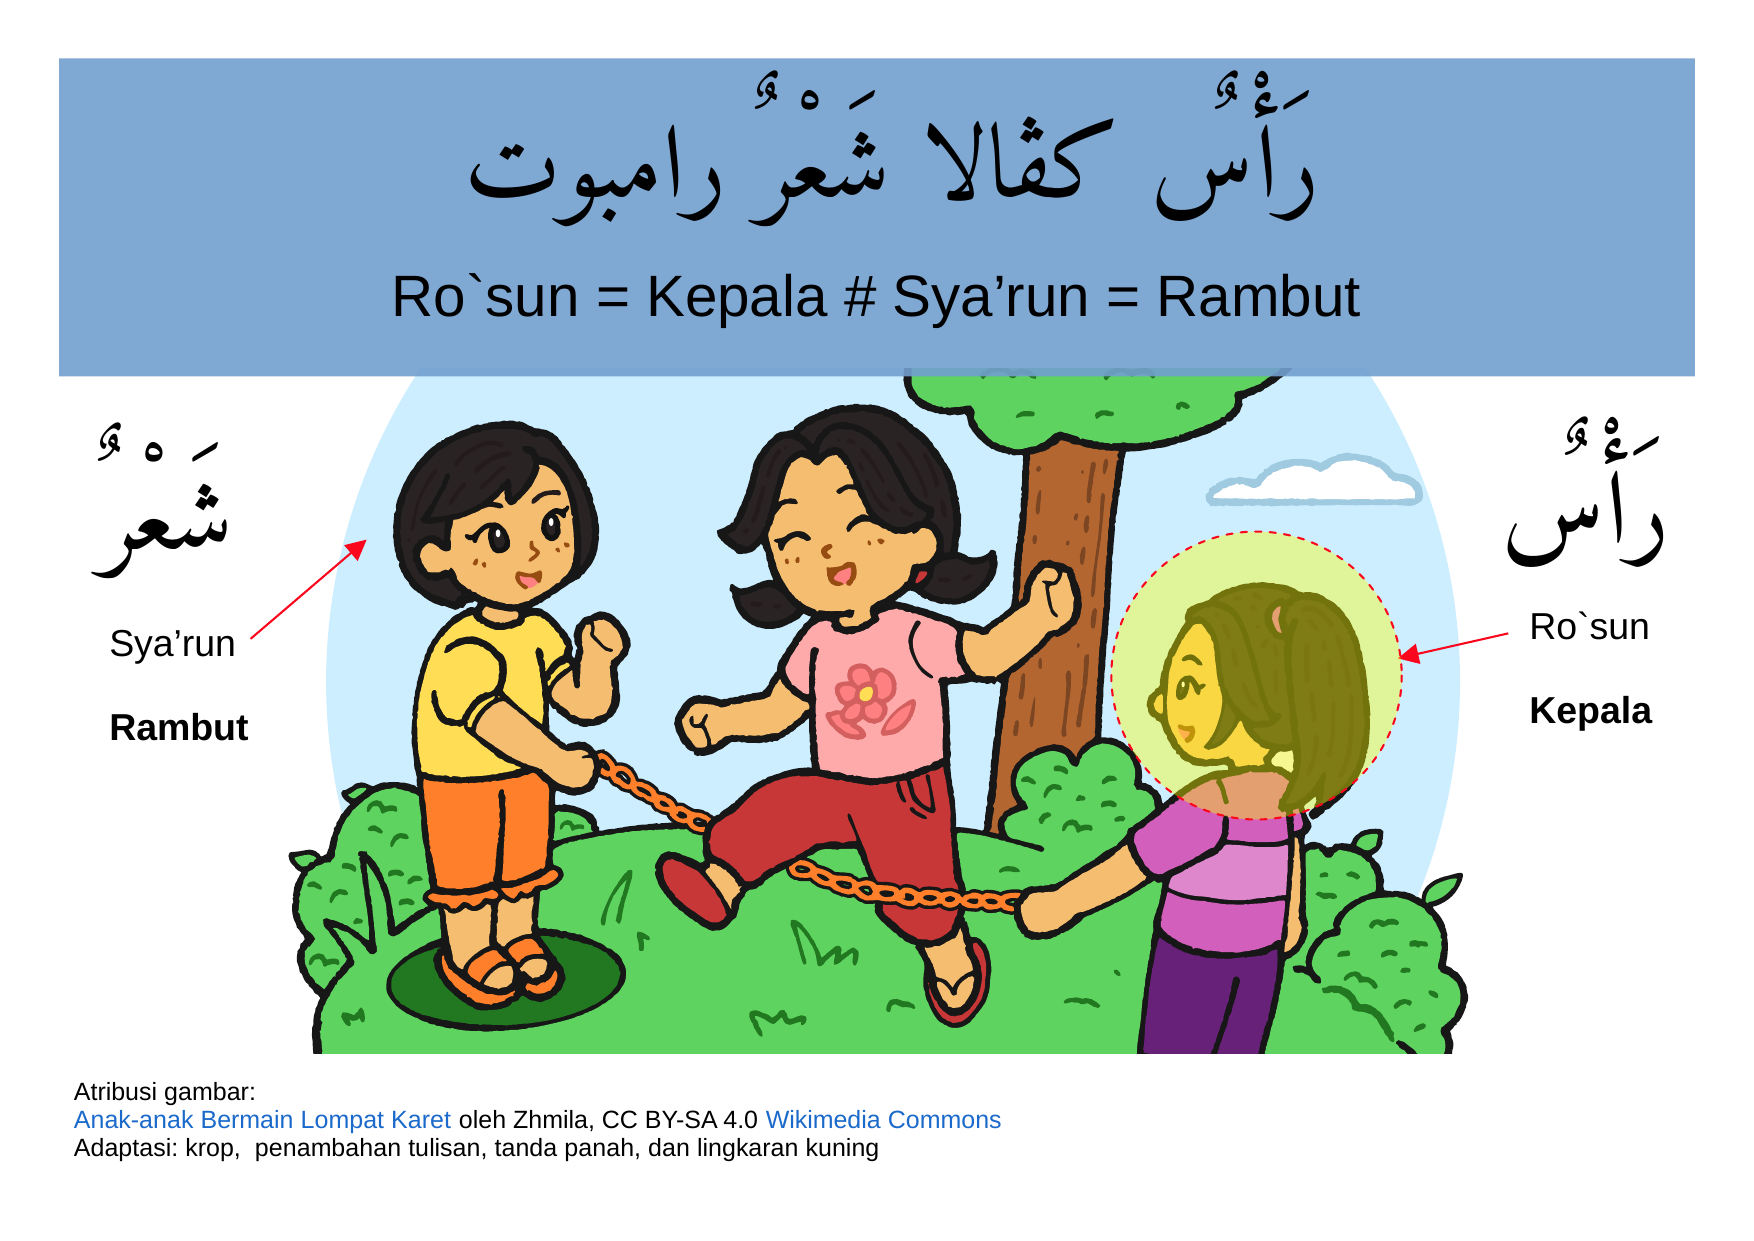 رَأْسٌ كڤالا شَعْرٌ رامبوت
Ro`sun = Kepala # Sya’run = Rambut
شَعْرٌ
Sya’run
Rambut
رَأْسٌ
Ro`sun
Kepala
Atribusi gambar:
Anak-anak Bermain Lompat Karet oleh Zhmila, CC BY-SA 4.0 Wikimedia Commons
Adaptasi: krop,  penambahan tulisan, tanda panah, dan lingkaran kuning